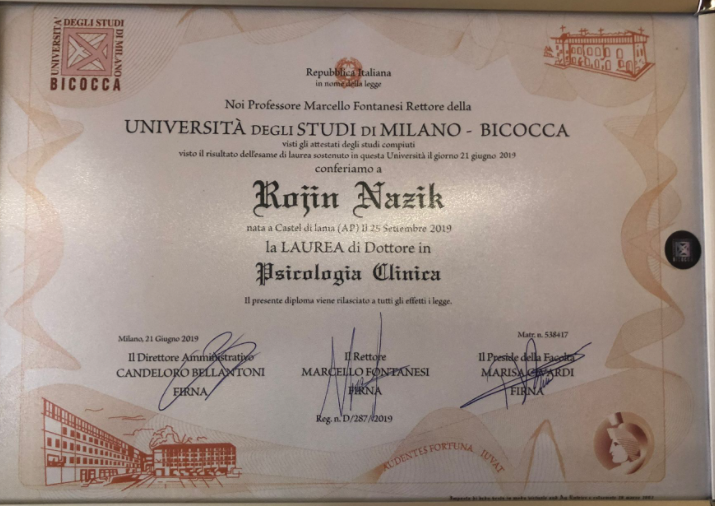 UNIVERSITA' DEGLI STUDI DI MILANO
BICOCCA
Repubblica Italiana
in nome della legge
Noi Professore Marcello Fontanesi Rettore della
UNIVERSITÀ DEGLI STUDI DI MILANO - BICOCCA
visti gli attestati degli studi compiuti
visto il risultato dell'esame di laurea sostenuto in questa Università il giorno 21 giugno 2019
conferiamo a
Rojin Nazik
nata a Castel di lama (AP) Il 25 Settembre 2019
la LAUREA di Dottore in
Psicologia Clinica
Il presente diploma viene rilasciato a tutti gli effetti i legge.
Milano, 21 Giugno 2019
Matr. n. 538417
Il Direttore Amministrativo
Il Rettore
Il Preside della Facoltà
CANDELORO BELLANTONI
MARCELLO FONTANESI
MARISA
FIRNA
FIRNA
FIRNA
Reg. n. D/287//2019
AUDENTES FORTUNA JUVAT